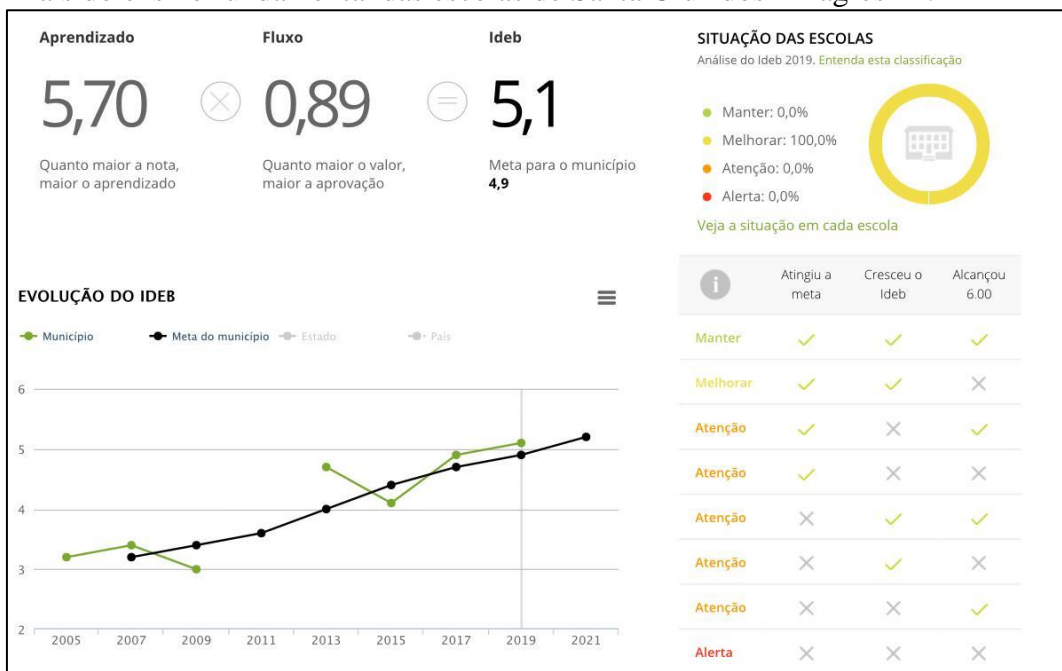 Aprendizado
5,70
Quanto maior a nota,
maior o aprendizado
Fluxo
0,89
Quanto maior o valor,
maior a aprovação
Ideb
5,1
Meta para o município
4,9
SITUAÇÃO DAS ESCOLAS
Análise do Ideb 2019. Entenda esta classificação
Manter: 0,0%
Melhorar: 100,0%
Atenção: 0,0%
Alerta: 0,0%
Veja a situação em cada escola
EVOLUÇÃO DO IDEB
Município Meta do município Estado País
6
5
4
3
2
2005 2007 2009 2011 2013 2015 2017 2019 2021
i Atingiu a meta Cresceu o Ideb Alcançou 6.00
Manter
Melhorar
Atenção
Atenção
Atenção
Atenção
Atenção
Alerta